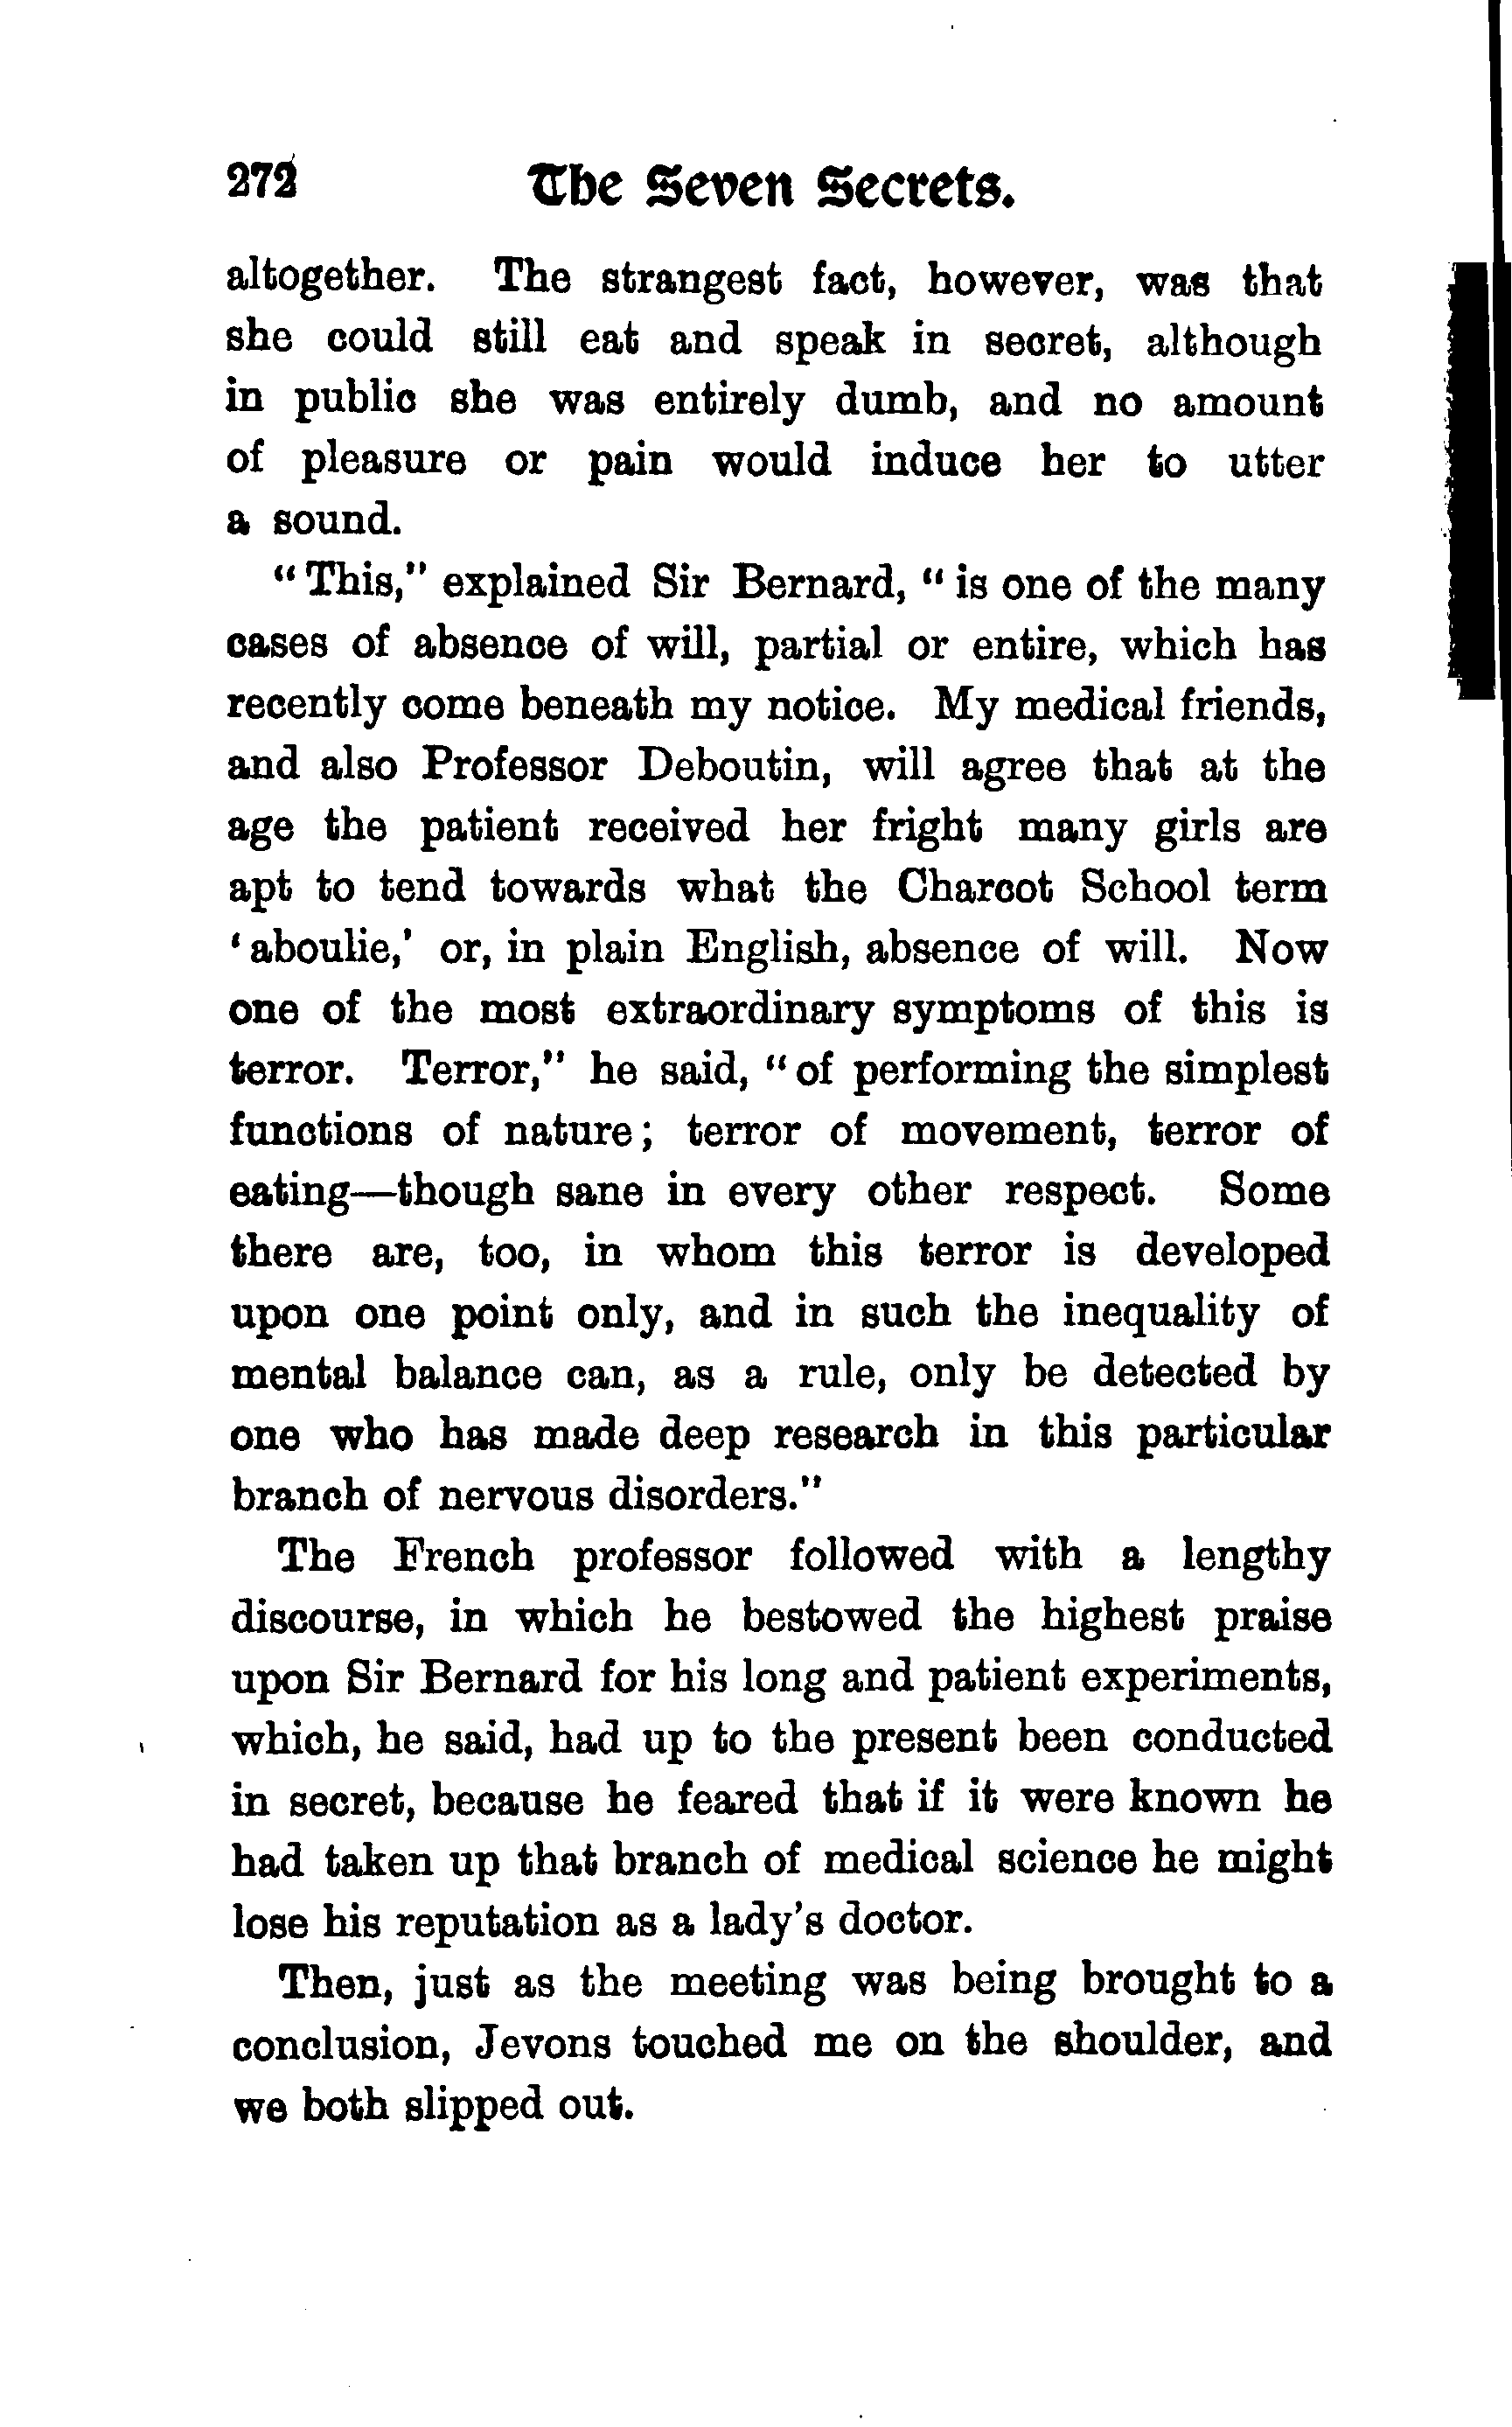 272 The Seven Secrets.
altogether. The strangest fact, however, was that
she could still eat and speak in secret, although
in public she was entirely dumb, and no amount
of pleasure or pain would induce her to utter
a sound.
" This," explained Sir Bernard, " is one of the many
cases of absence of will, partial or entire, which has
recently come beneath my notice. My medical friends,
and also Professor Deboutin, will agree that at the
age the patient received her fright many girls are
apt to tend towards what the Charcot School term
' aboulie,' or, in plain English, absence of will. Now
one of the most extraordinary symptoms of this is
terror. Terror," he said, " of performing the simplest
functions of nature ; terror of movement, terror of
eating—though sane in every other respect. Some
there are, too, in whom this terror is developed
upon one point only, and in such the inequality of
mental balance can, as a rule, only be detected by
one who has made deep research in this particular
branch of nervous disorders."
The French professor followed with a lengthy
discourse, in which he bestowed the highest praise
upon Sir Bernard for his long and patient experiments,
which, he said, had up to the present been conducted
in secret, because he feared that if it were known he
had taken up that branch of medical science he might
lose his reputation as a lady's doctor.
Then, just as the meeting was being brought to a
conclusion, Jevons touched me on the shoulder, and
we both slipped out.